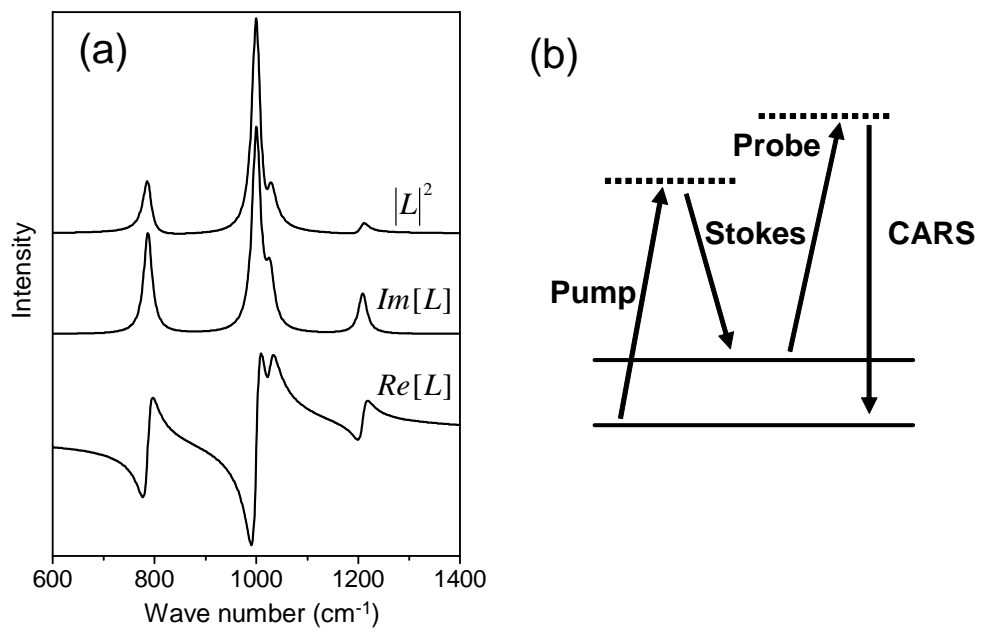 (a)
|L|²
Im[L]
Re[L]
Intensity
600 800 1000 1200 1400
Wave number (cm⁻¹)
(b)
Probe
Stokes
CARS
Pump